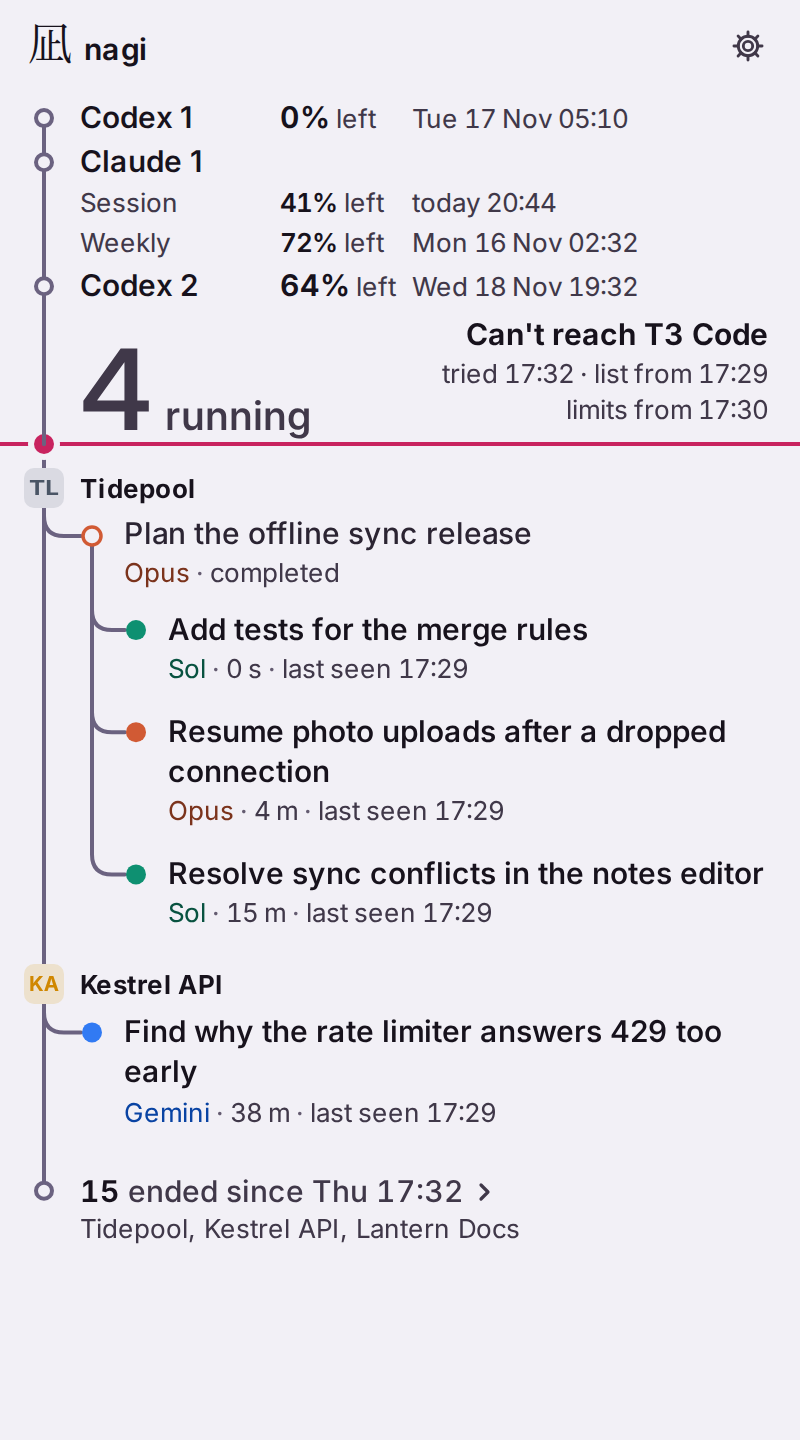 凪 nagi
Codex 1 0% left Tue 17 Nov 05:10
Claude 1
Session 41% left today 20:44
Weekly 72% left Mon 16 Nov 02:32
Codex 2 64% left Wed 18 Nov 19:32
Can't reach T3 Code
tried 17:32 · list from 17:29
limits from 17:30
4 running
TL Tidepool
Plan the offline sync release
Opus · completed
Add tests for the merge rules
Sol · 0 s · last seen 17:29
Resume photo uploads after a dropped
connection
Opus · 4 m · last seen 17:29
Resolve sync conflicts in the notes editor
Sol · 15 m · last seen 17:29
KA Kestrel API
Find why the rate limiter answers 429 too
early
Gemini · 38 m · last seen 17:29
15 ended since Thu 17:32
Tidepool, Kestrel API, Lantern Docs